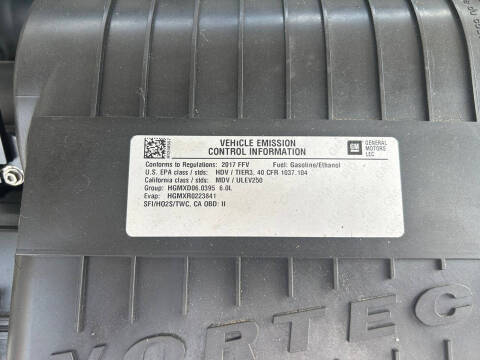 VEHICLE EMISSION
CONTROL INFORMATION
GM GENERAL MOTORS LLC
Conforms to Regulations: 2017 FFV Fuel: Gasoline/Ethanol
U.S. EPA class / stds: HDV / TIER3, 40 CFR 1037.104
California class / stds: MDV / ULEV250
Group: HGMXD06.0395 6.0L
Evap: HGMXR0223841
SFI/HO2S/TWC, CA OBD: II
VORTEC